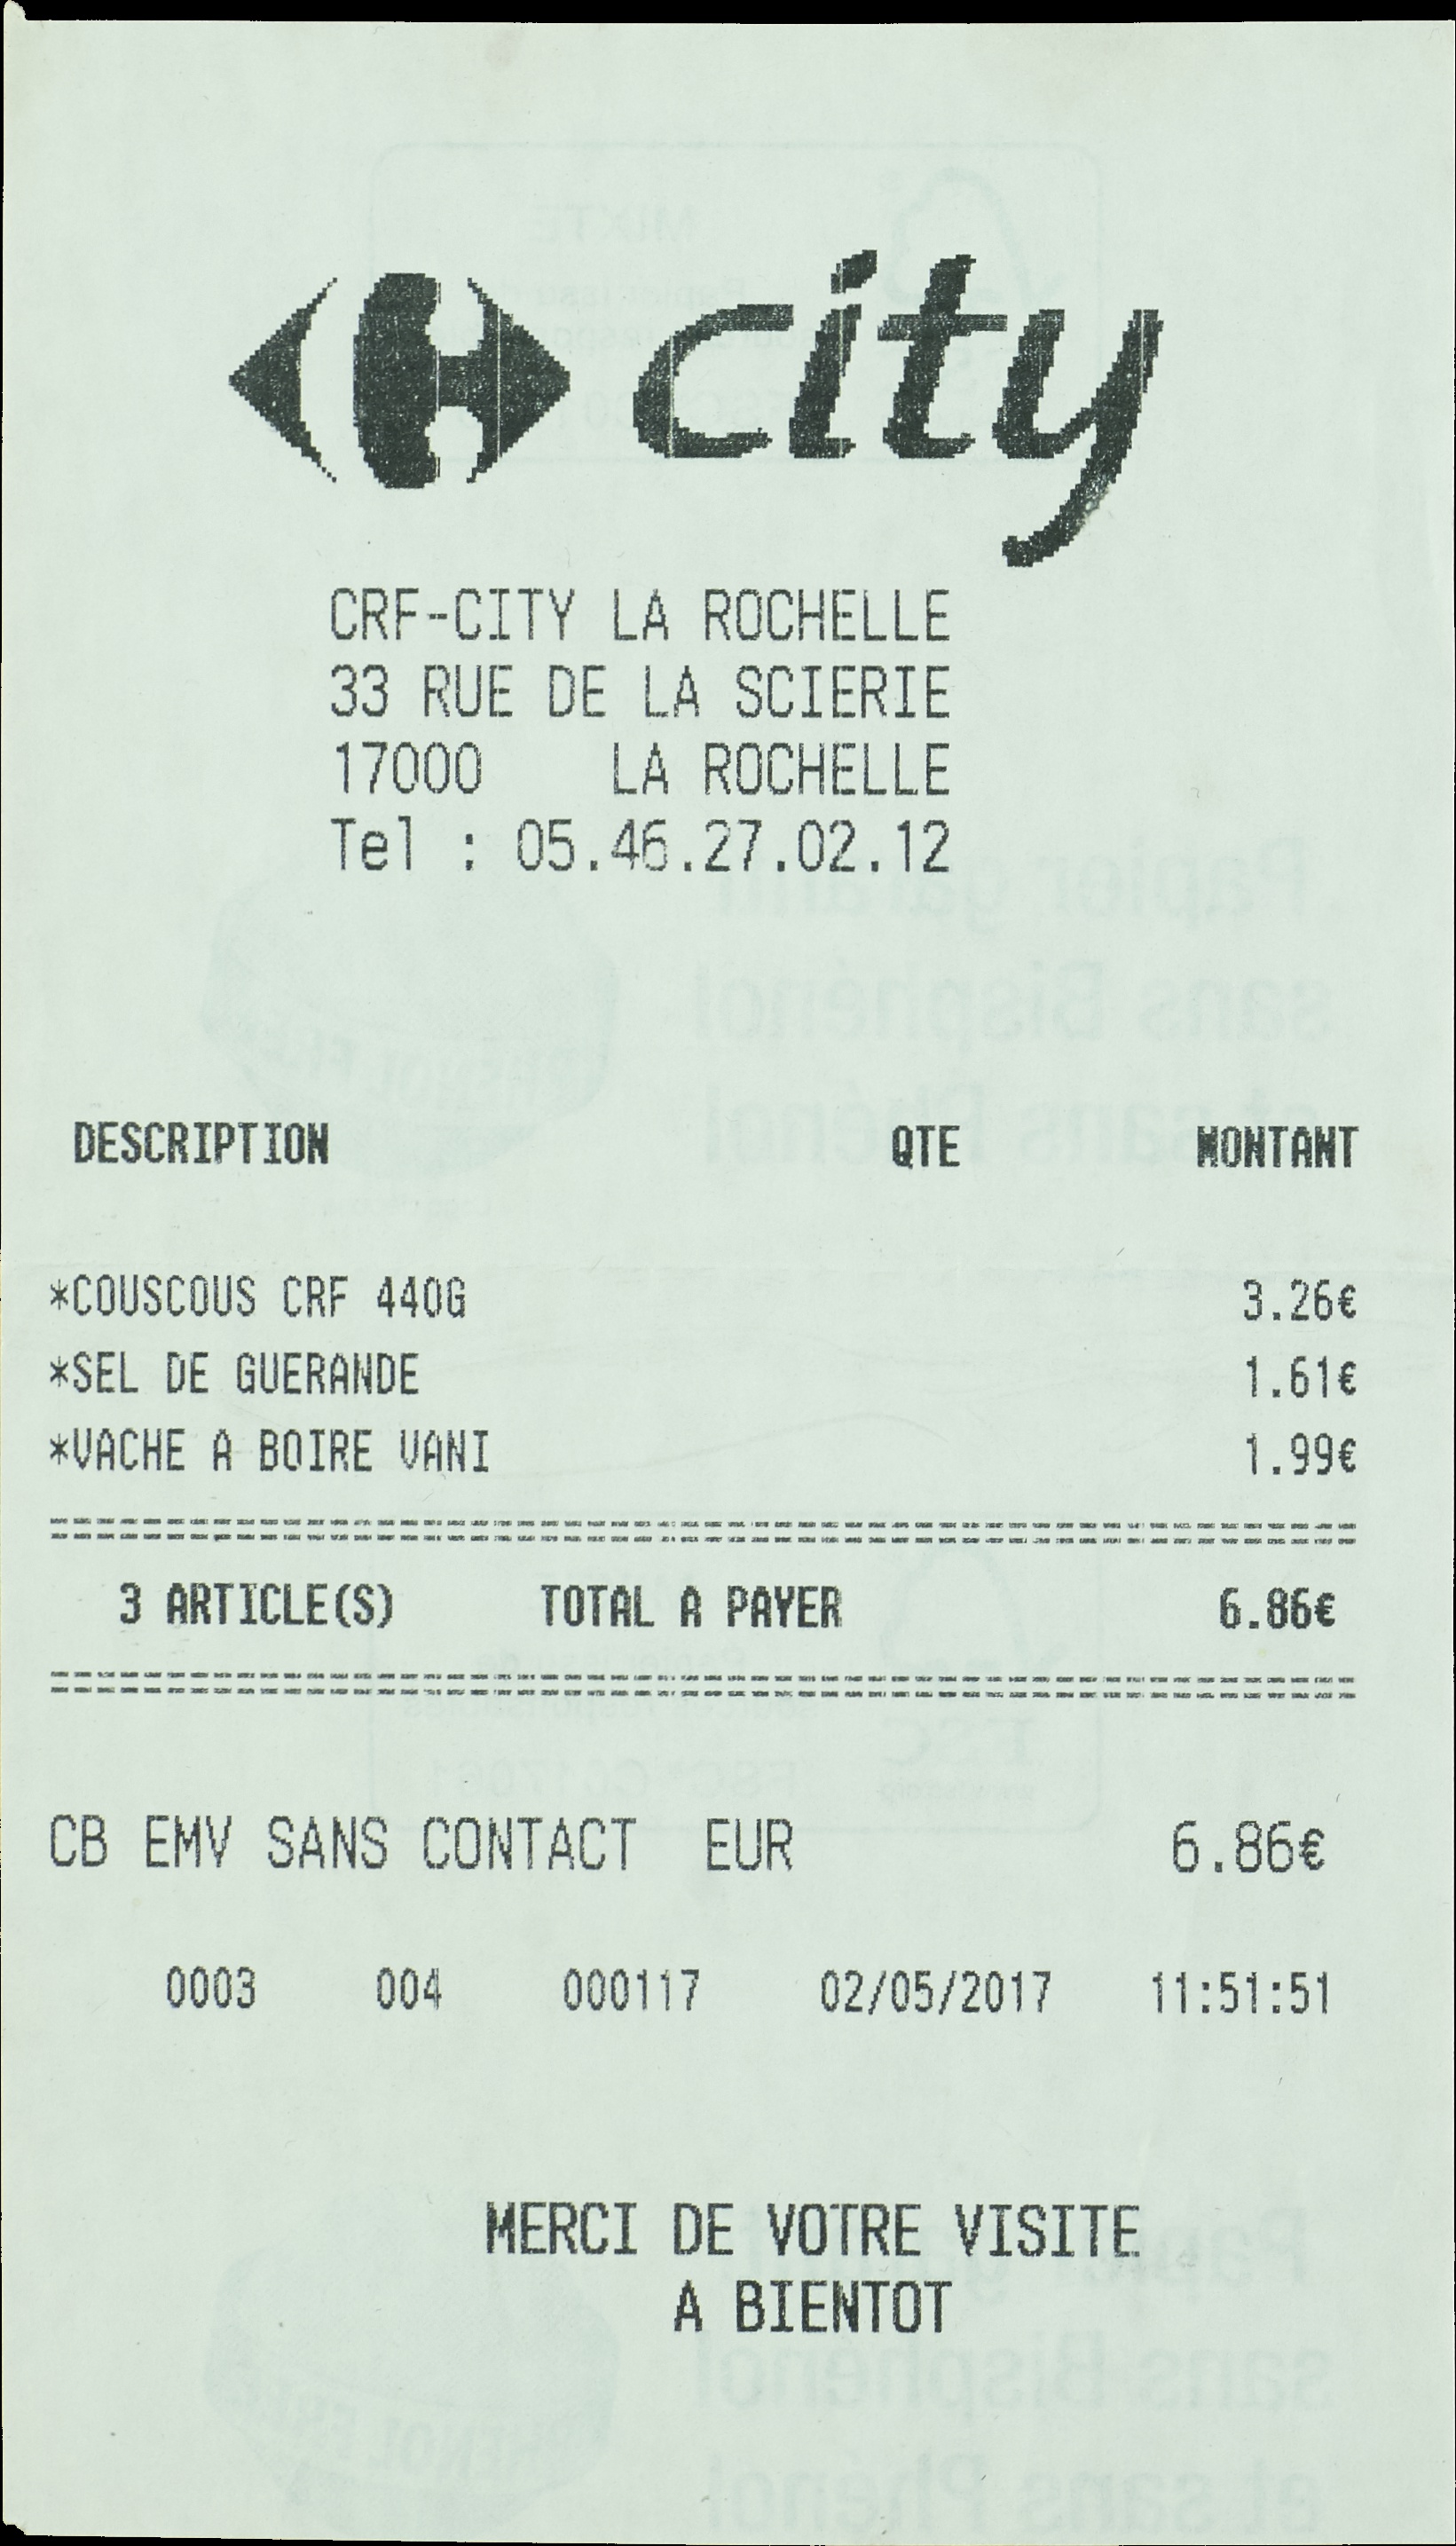 city
CRF-CITY LA ROCHELLE
33 RUE DE LA SCIERIE
17000 LA ROCHELLE
Tel : 05.46.27.02.12
DESCRIPTION QTE MONTANT
*COUSCOUS CRF 440G 3.26€
*SEL DE GUERANDE 1.61€
*VACHE A BOIRE VANI 1.99€
3 ARTICLE(S) TOTAL A PAYER 6.86€
CB EMV SANS CONTACT EUR 6.86€
0003 004 000117 02/05/2017 11:51:51
MERCI DE VOTRE VISITE
A BIENTOT